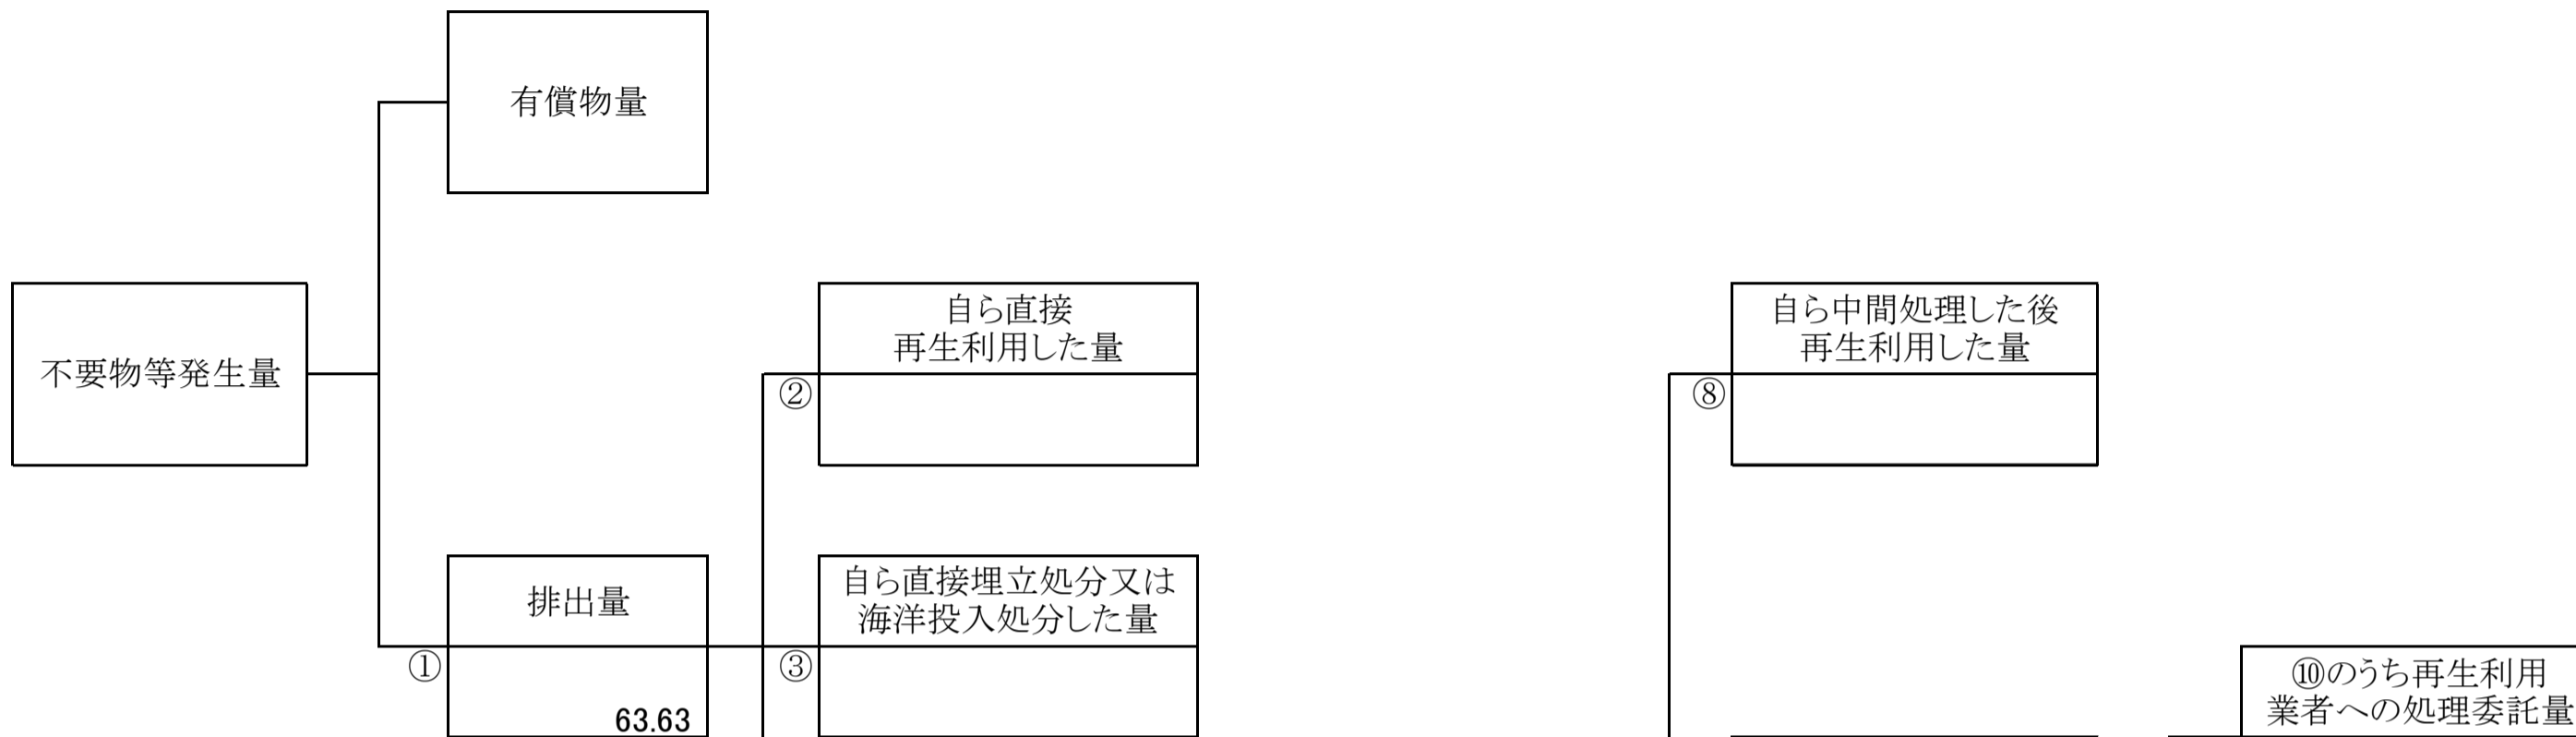 有償物量
不要物等発生量
自ら直接
再生利用した量
②
自ら中間処理した後
再生利用した量
⑧
排出量
①
63.63
自ら直接埋立処分又は
海洋投入処分した量
③
⑩のうち再生利用
業者への処理委託量